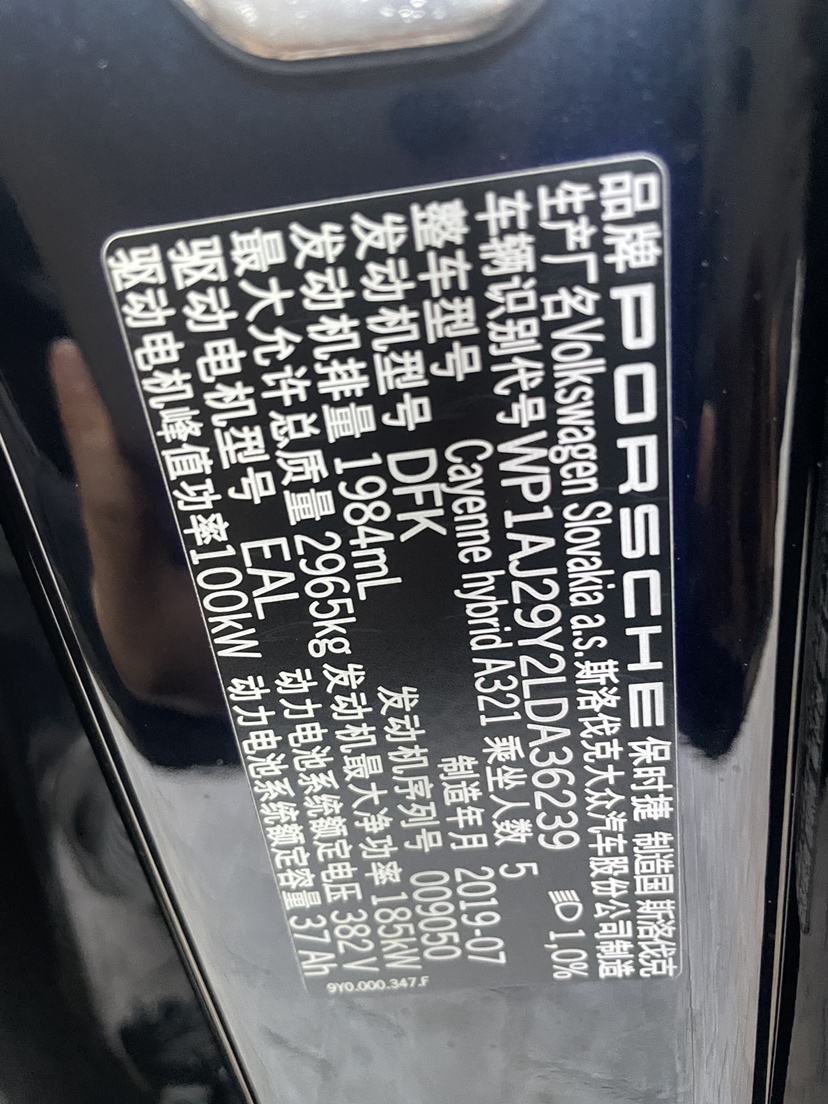 品牌 PORSCHE 保时捷 制造国 斯洛伐克
生产厂名 Volkswagen Slovakia a.s.斯洛伐克大众汽车股份公司制造
车辆识别代号 WP1AJ29Y2LDA36239 1,0%
整车型号 Cayenne hybrid A321 乘坐人数 5
发动机型号 DFK 制造年月 2019-07
发动机排量 1984mL 发动机序列号 009050
最大允许总质量 2965kg 发动机最大净功率 185kW
驱动电机型号 EAL 动力电池系统额定电压 382V
驱动电机峰值功率 100kW 动力电池系统额定容量 37Ah
9Y0.000.347.F